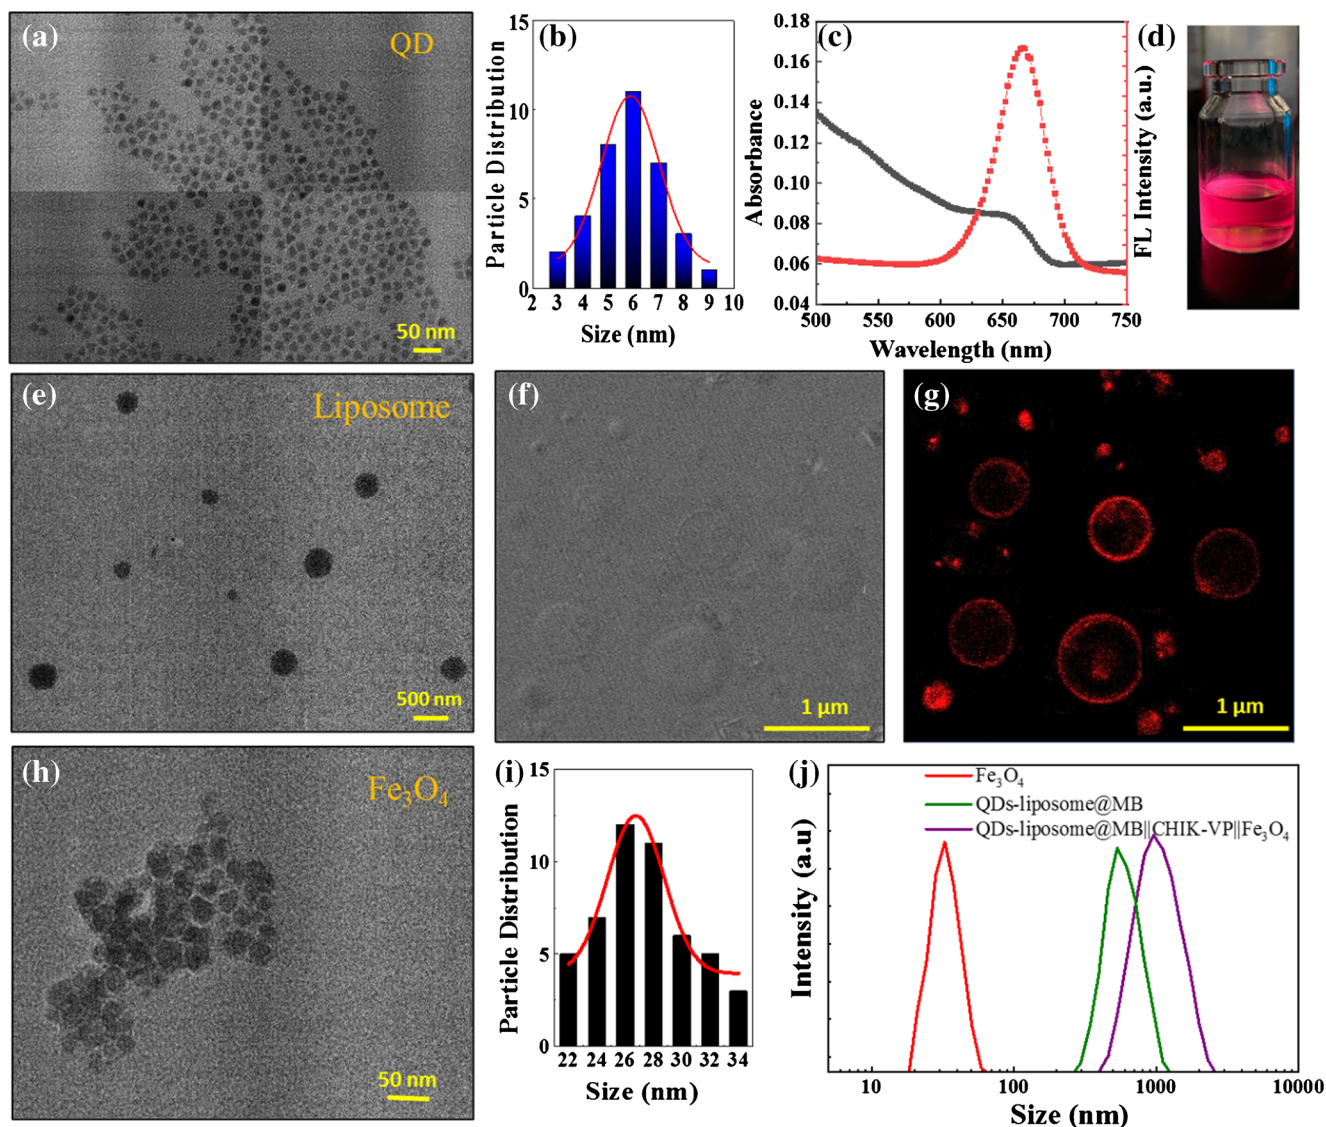 (a)
QD
50 nm
(b)
Particle Distribution
15
10
5
0
2 3 4 5 6 7 8 9 10
Size (nm)
(c)
Absorbance
0.18
0.16
0.14
0.12
0.10
0.08
0.06
0.04
500 550 600 650 700 750
Wavelength (nm)
FL Intensity (a.u.)
(d)
(e)
Liposome
500 nm
(f)
1 µm
(g)
1 µm
(h)
Fe₃O₄
50 nm
(i)
Particle Distribution
15
10
5
0
22 24 26 28 30 32 34
Size (nm)
(j)
Fe₃O₄
QDs-liposome@MB
QDs-liposome@MB||CHIK-VP||Fe₃O₄
Intensity (a.u)
10 100 1000 10000
Size (nm)